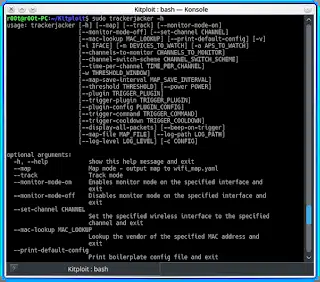 Kitploit : bash — Konsole
r00t@r00t-PC:~/Kitploit$ sudo trackerjacker -h
usage: trackerjacker [-h] [--map] [--track] [--monitor-mode-on]
[--monitor-mode-off] [--set-channel CHANNEL]
[--mac-lookup MAC_LOOKUP] [--print-default-config] [-v]
[-i IFACE] [-m DEVICES_TO_WATCH] [-a APS_TO_WATCH]
[--channels-to-monitor CHANNELS_TO_MONITOR]
[--channel-switch-scheme CHANNEL_SWITCH_SCHEME]
[--time-per-channel TIME_PER_CHANNEL]
[-w THRESHOLD_WINDOW]
[--map-save-interval MAP_SAVE_INTERVAL]
[--threshold THRESHOLD] [--power POWER]
[--plugin TRIGGER_PLUGIN]
[--trigger-plugin TRIGGER_PLUGIN]
[--plugin-config PLUGIN_CONFIG]
[--trigger-command TRIGGER_COMMAND]
[--trigger-cooldown TRIGGER_COOLDOWN]
[--display-all-packets] [--beep-on-trigger]
[--map-file MAP_FILE] [--log-path LOG_PATH]
[--log-level LOG_LEVEL] [-c CONFIG]
optional arguments:
-h, --help show this help message and exit
--map Map mode - output map to wifi_map.yaml
--track Track mode
--monitor-mode-on Enables monitor mode on the specified interface and
exit
--monitor-mode-off Disables monitor mode on the specified interface and
exit
--set-channel CHANNEL
Set the specified wireless interface to the specified
channel and exit
--mac-lookup MAC_LOOKUP
Lookup the vendor of the specified MAC address and
exit
--print-default-config
Print boilerplate config file and exit
Kitploit : bash